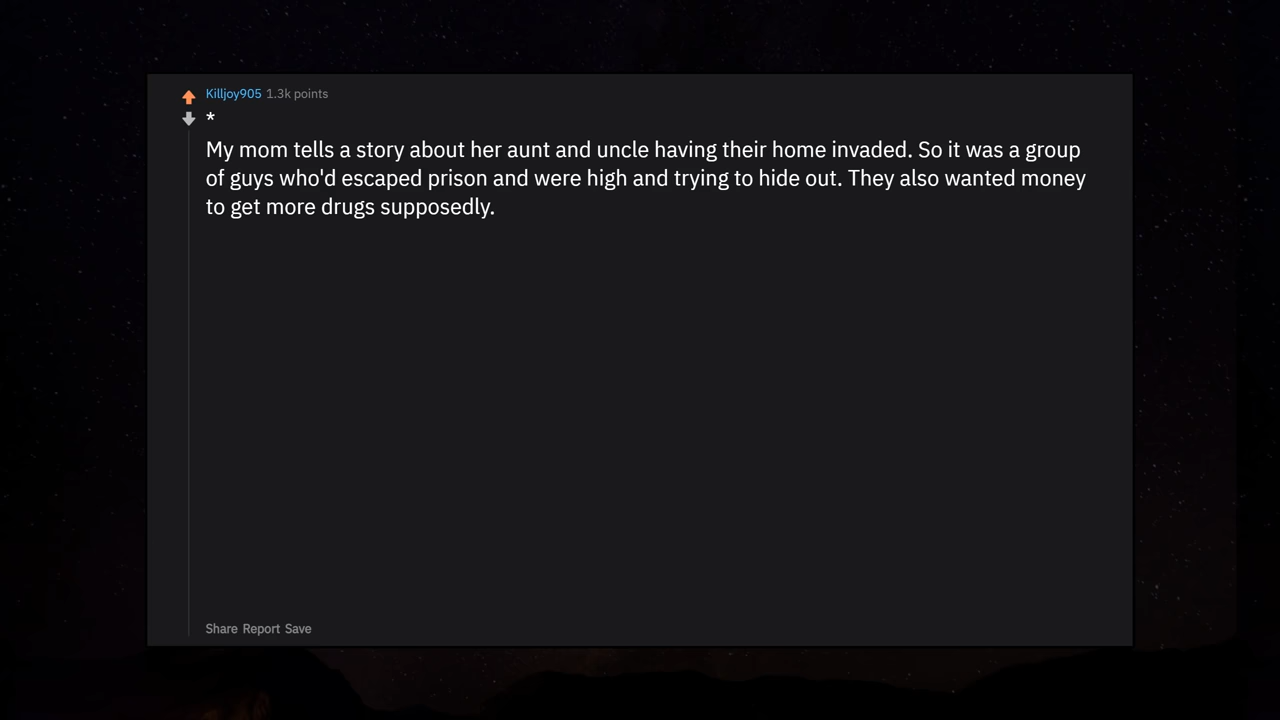 Killjoy905 1.3k points
*
My mom tells a story about her aunt and uncle having their home invaded. So it was a group
of guys who'd escaped prison and were high and trying to hide out. They also wanted money
to get more drugs supposedly.
Share Report Save